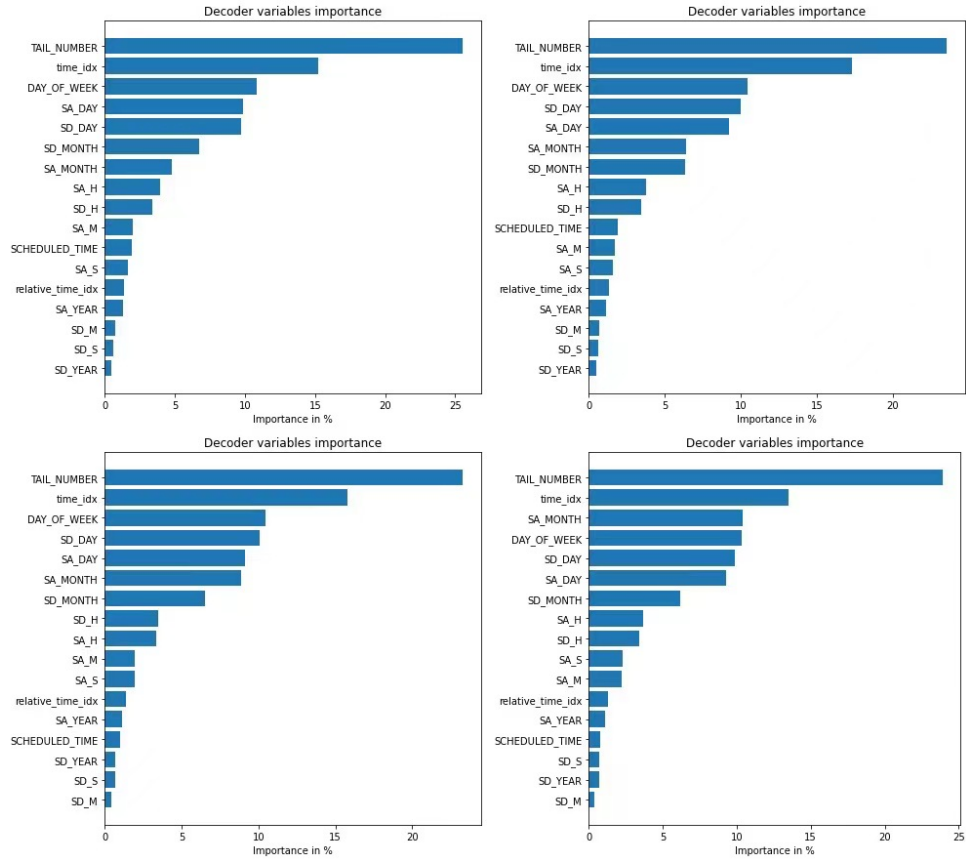 Decoder variables importance
TAIL_NUMBER
time_idx
DAY_OF_WEEK
SA_DAY
SD_DAY
SD_MONTH
SA_MONTH
SA_H
SD_H
SA_M
SCHEDULED_TIME
SA_S
relative_time_idx
SA_YEAR
SD_M
SD_S
SD_YEAR
0 5 10 15 20 25
Importance in %
Decoder variables importance
TAIL_NUMBER
time_idx
DAY_OF_WEEK
SD_DAY
SA_DAY
SA_MONTH
SD_MONTH
SA_H
SD_H
SCHEDULED_TIME
SA_M
SA_S
relative_time_idx
SA_YEAR
SD_M
SD_S
SD_YEAR
0 5 10 15 20
Importance in %
Decoder variables importance
TAIL_NUMBER
time_idx
DAY_OF_WEEK
SD_DAY
SA_DAY
SA_MONTH
SD_MONTH
SD_H
SA_H
SA_M
SA_S
relative_time_idx
SA_YEAR
SCHEDULED_TIME
SD_YEAR
SD_S
SD_M
0 5 10 15 20
Importance in %
Decoder variables importance
TAIL_NUMBER
time_idx
SA_MONTH
DAY_OF_WEEK
SD_DAY
SA_DAY
SD_MONTH
SA_H
SD_H
SA_S
SA_M
relative_time_idx
SA_YEAR
SCHEDULED_TIME
SD_S
SD_YEAR
SD_M
0 5 10 15 20 25
Importance in %